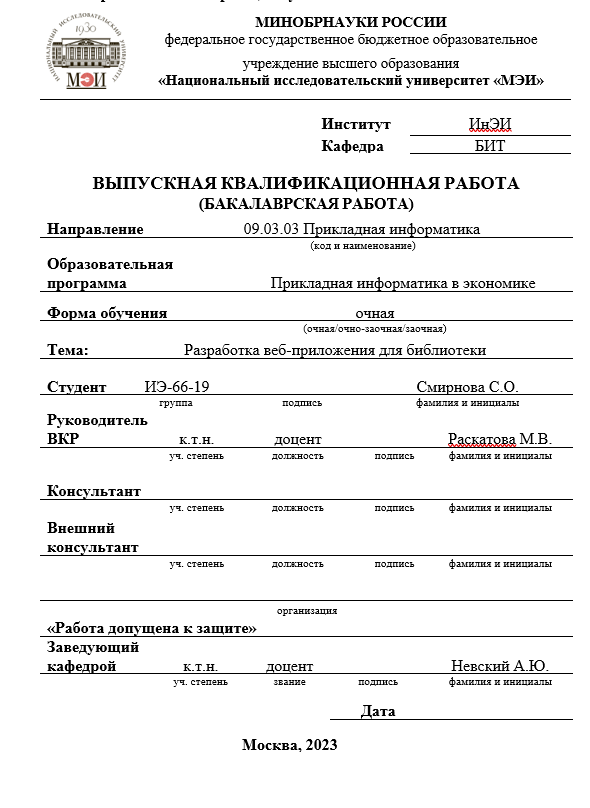 МИНОБРНАУКИ РОССИИ
федеральное государственное бюджетное образовательное
учреждение высшего образования
«Национальный исследовательский университет «МЭИ»
НАЦИОНАЛЬНЫЙ ИССЛЕДОВАТЕЛЬСКИЙ УНИВЕРСИТЕТ
1930
МЭИ
Институт ИнЭИ
Кафедра БИТ
ВЫПУСКНАЯ КВАЛИФИКАЦИОННАЯ РАБОТА
(БАКАЛАВРСКАЯ РАБОТА)
Направление 09.03.03 Прикладная информатика
(код и наименование)
Образовательная
программа Прикладная информатика в экономике
Форма обучения очная
(очная/очно-заочная/заочная)
Тема: Разработка веб-приложения для библиотеки
Студент ИЭ-66-19 Смирнова С.О.
группа подпись фамилия и инициалы
Руководитель
ВКР к.т.н. доцент Раскатова М.В.
уч. степень должность подпись фамилия и инициалы
Консультант
уч. степень должность подпись фамилия и инициалы
Внешний
консультант
уч. степень должность подпись фамилия и инициалы
организация
«Работа допущена к защите»
Заведующий
кафедрой к.т.н. доцент Невский А.Ю.
уч. степень звание подпись фамилия и инициалы
Дата
Москва, 2023